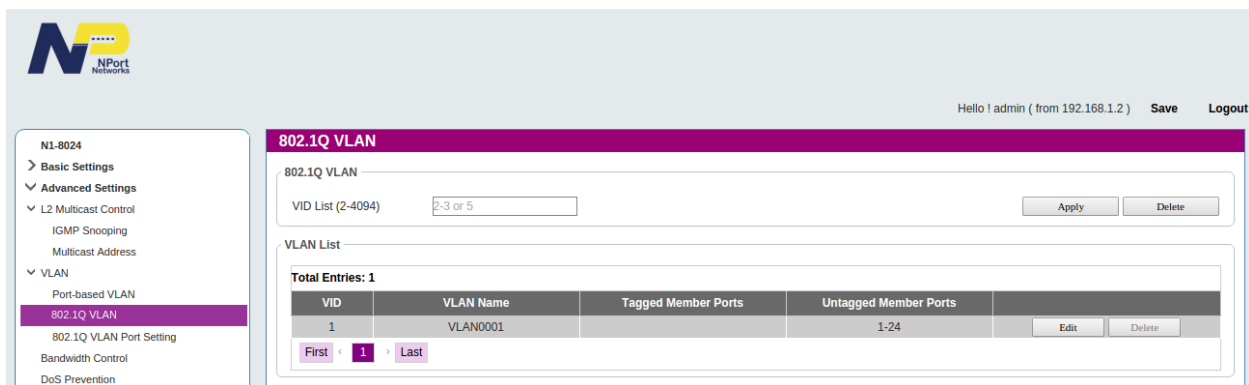 NPort
Networks
Hello ! admin ( from 192.168.1.2 ) Save Logout
N1-8024
Basic Settings
Advanced Settings
L2 Multicast Control
IGMP Snooping
Multicast Address
VLAN
Port-based VLAN
802.1Q VLAN
802.1Q VLAN Port Setting
Bandwidth Control
DoS Prevention
802.1Q VLAN
802.1Q VLAN
VID List (2-4094) 2-3 or 5 Apply Delete
VLAN List
Total Entries: 1
VID VLAN Name Tagged Member Ports Untagged Member Ports
1 VLAN0001 1-24 Edit Delete
First ‹ 1 › Last